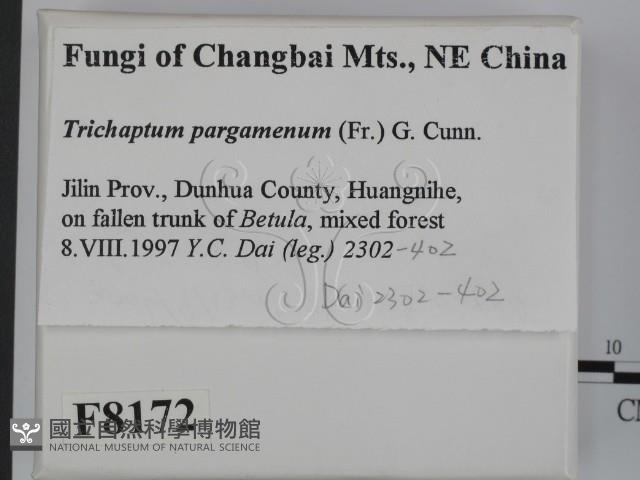 Fungi of Changbai Mts., NE China
Trichaptum pargamenum (Fr.) G. Cunn.
Jilin Prov., Dunhua County, Huangnihe,
on fallen trunk of Betula, mixed forest
8.VIII.1997 Y.C. Dai (leg.) 2302-402
Dai 2302-402
F8172
國立自然科學博物館
NATIONAL MUSEUM OF NATURAL SCIENCE
10